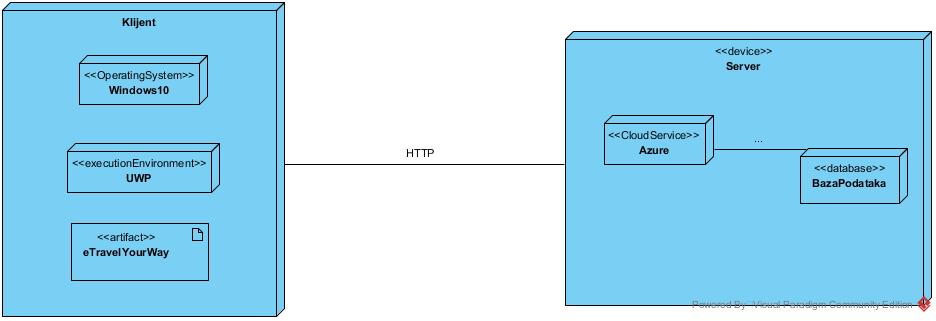 Klijent
<<OperatingSystem>>
Windows10
<<executionEnvironment>>
UWP
<<artifact>>
eTravelYourWay
HTTP
<<device>>
Server
<<CloudService>>
Azure
...
<<database>>
BazaPodataka
Powered By Visual Paradigm Community Edition